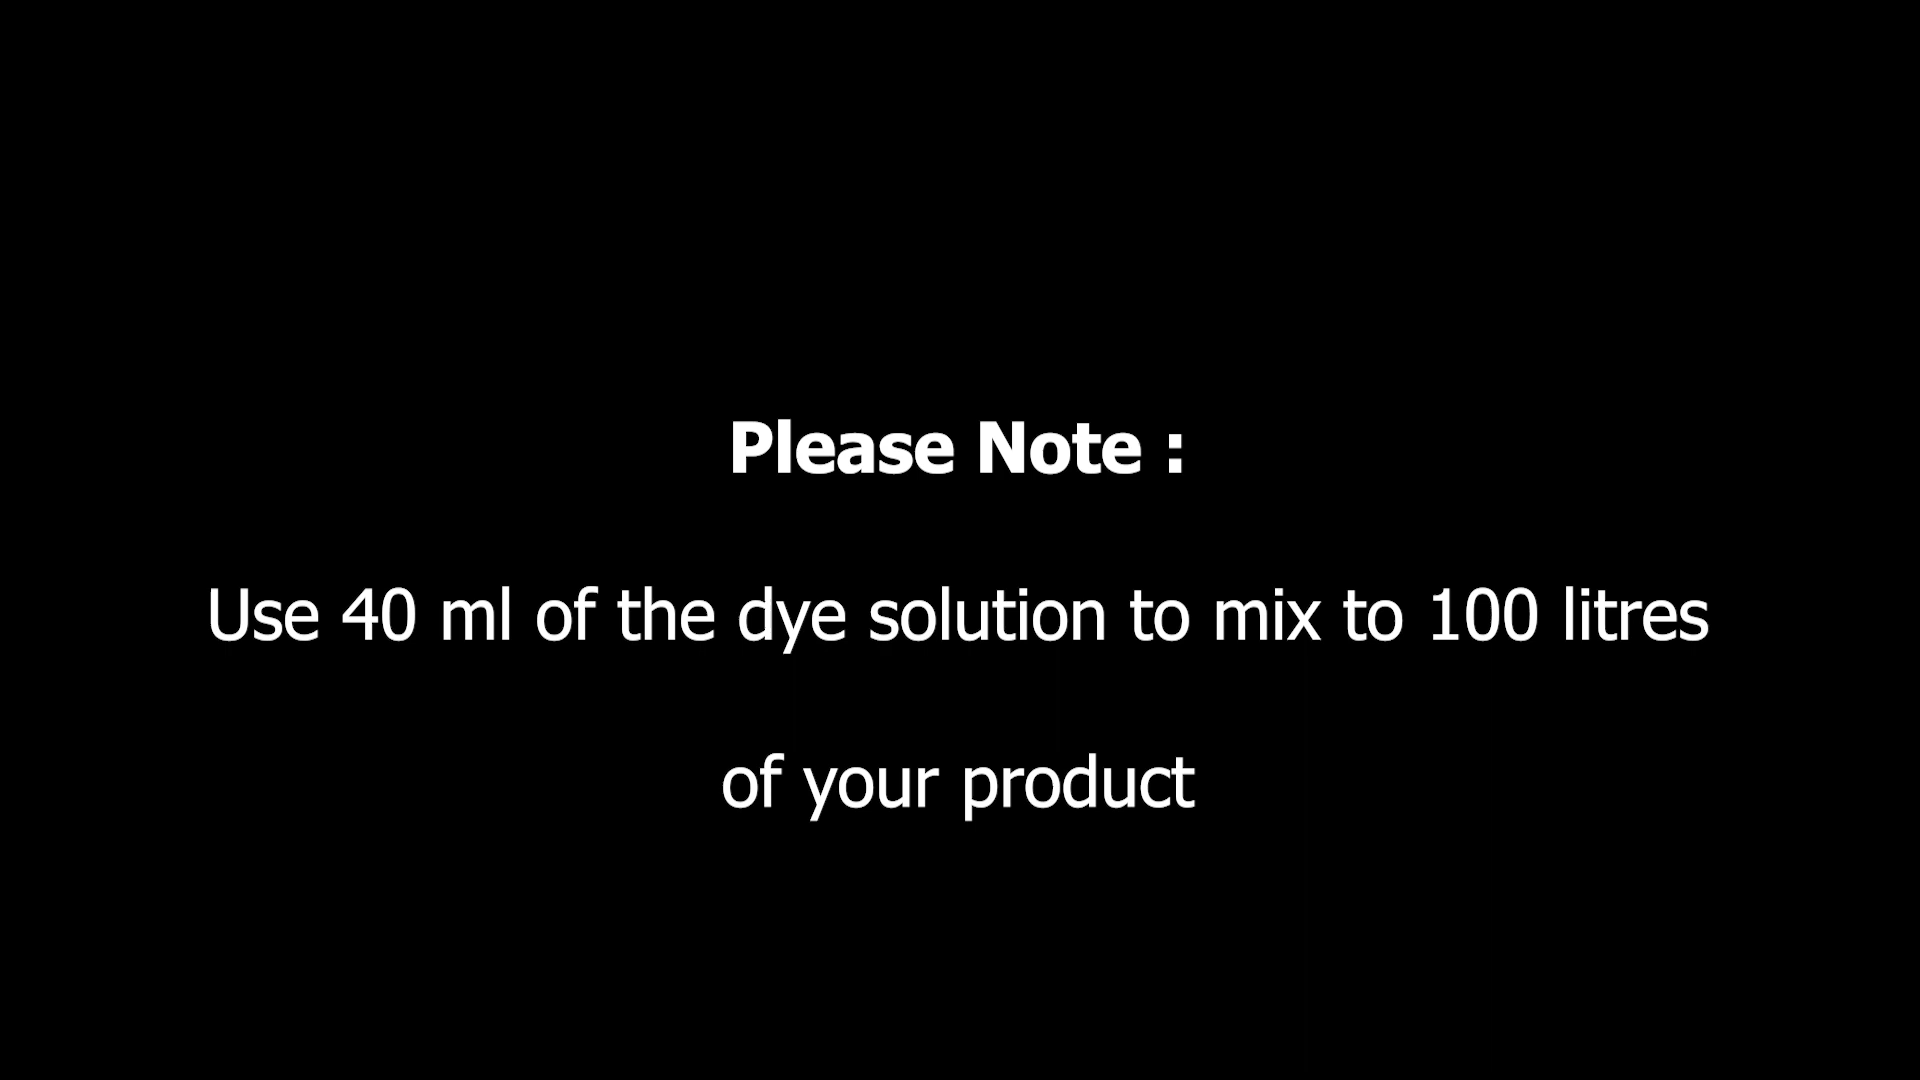 Please Note :
Use 40 ml of the dye solution to mix to 100 litres
of your product